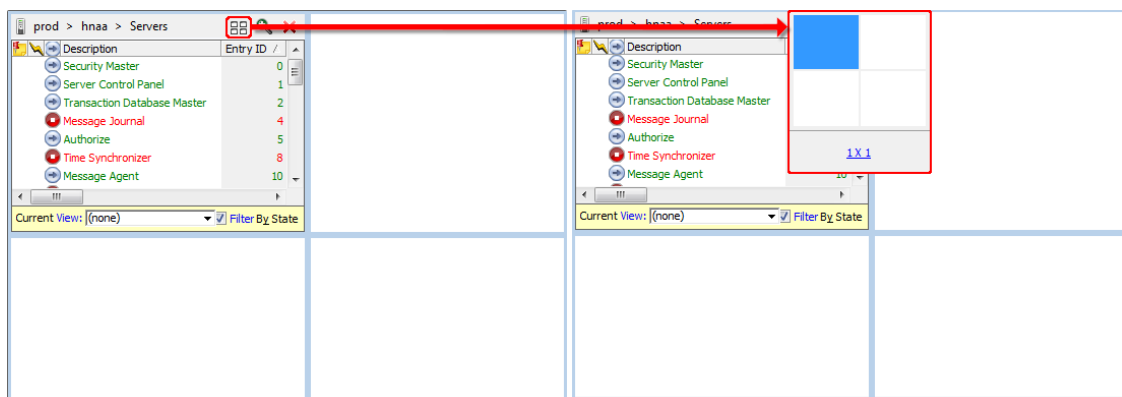 prod > hnaa > Servers
Description Entry ID /
Security Master 0
Server Control Panel 1
Transaction Database Master 2
Message Journal 4
Authorize 5
Time Synchronizer 8
Message Agent 10
Current View: (none) Filter By State
prod > hnaa > Servers
Description
Security Master
Server Control Panel
Transaction Database Master
Message Journal
Authorize
Time Synchronizer
Message Agent 10
1 X 1
Current View: (none) Filter By State